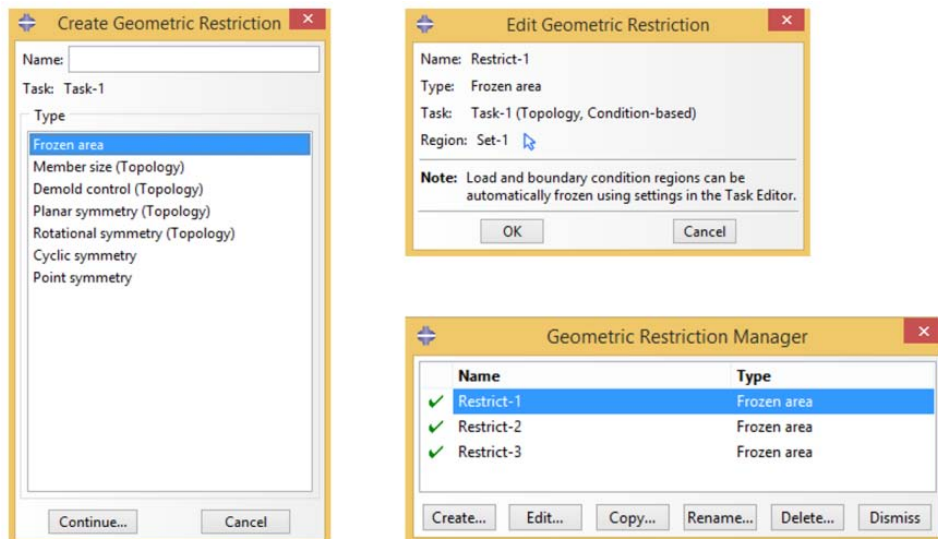 Create Geometric Restriction
Name:
Task: Task-1
Type
Frozen area
Member size (Topology)
Demold control (Topology)
Planar symmetry (Topology)
Rotational symmetry (Topology)
Cyclic symmetry
Point symmetry
Continue...
Cancel
Edit Geometric Restriction
Name: Restrict-1
Type: Frozen area
Task: Task-1 (Topology, Condition-based)
Region: Set-1
Note: Load and boundary condition regions can be
automatically frozen using settings in the Task Editor.
OK Cancel
Geometric Restriction Manager
Name Type
Restrict-1 Frozen area
Restrict-2 Frozen area
Restrict-3 Frozen area
Create... Edit... Copy... Rename... Delete... Dismiss